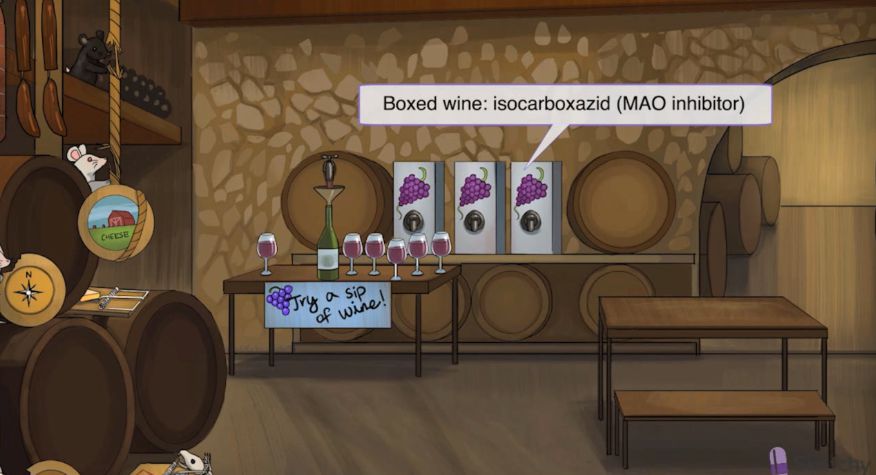 Boxed wine: isocarboxazid (MAO inhibitor)
CHEESE
N
Try a sip
of wine!